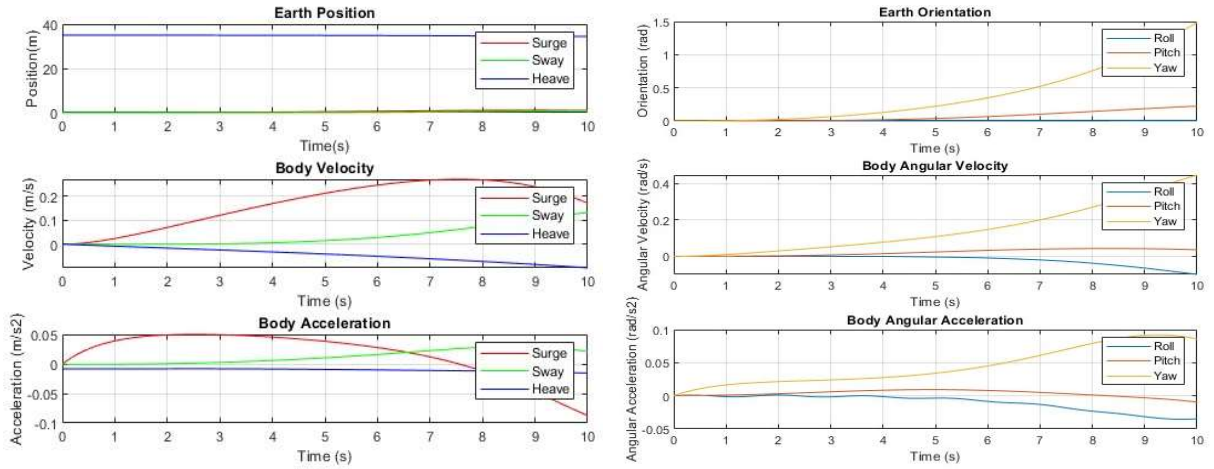 Earth Position
Position(m)
40
20
0
Surge
Sway
Heave
0 1 2 3 4 5 6 7 8 9 10
Time(s)
Body Velocity
Velocity (m/s)
0.2
0.1
0
Surge
Sway
Heave
0 1 2 3 4 5 6 7 8 9 10
Time (s)
Body Acceleration
Acceleration (m/s2)
0.05
0
-0.05
-0.1
Surge
Sway
Heave
0 1 2 3 4 5 6 7 8 9 10
Time (s)
Earth Orientation
Orientation (rad)
1.5
1
0.5
0
Roll
Pitch
Yaw
0 1 2 3 4 5 6 7 8 9 10
Time (s)
Body Angular Velocity
Angular Velocity (rad/s)
0.4
0.2
0
Roll
Pitch
Yaw
0 1 2 3 4 5 6 7 8 9 10
Time (s)
Body Angular Acceleration
Angular Acceleration (rad/s2)
0.1
0.05
0
-0.05
Roll
Pitch
Yaw
0 1 2 3 4 5 6 7 8 9 10
Time (s)